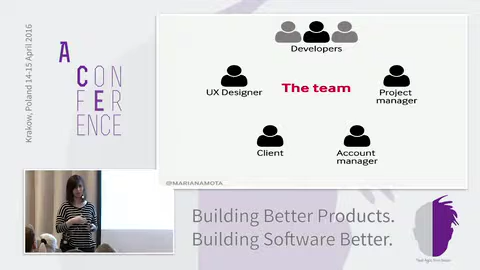 Krakow, Poland 14-15 April 2016
A
CON
FER
ENCE
Developers
UX Designer
The team
Project
manager
Client
Account
manager
@MARIANAMOTA
Building Better Products.
Building Software Better.